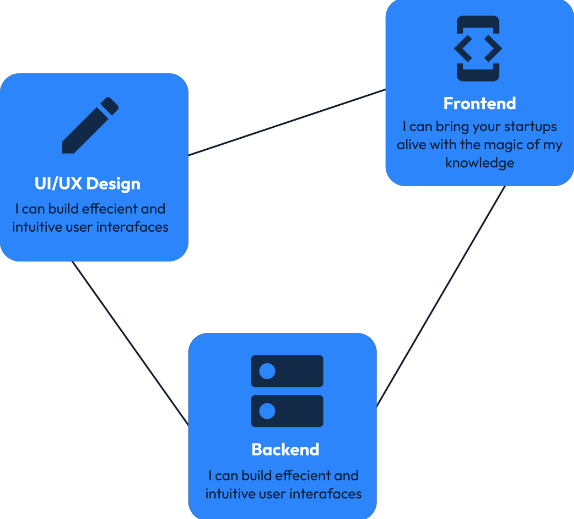 Frontend
I can bring your startups
alive with the magic of my
knowledge
UI/UX Design
I can build effecient and
intuitive user interafaces
Backend
I can build effecient and
intuitive user interafaces